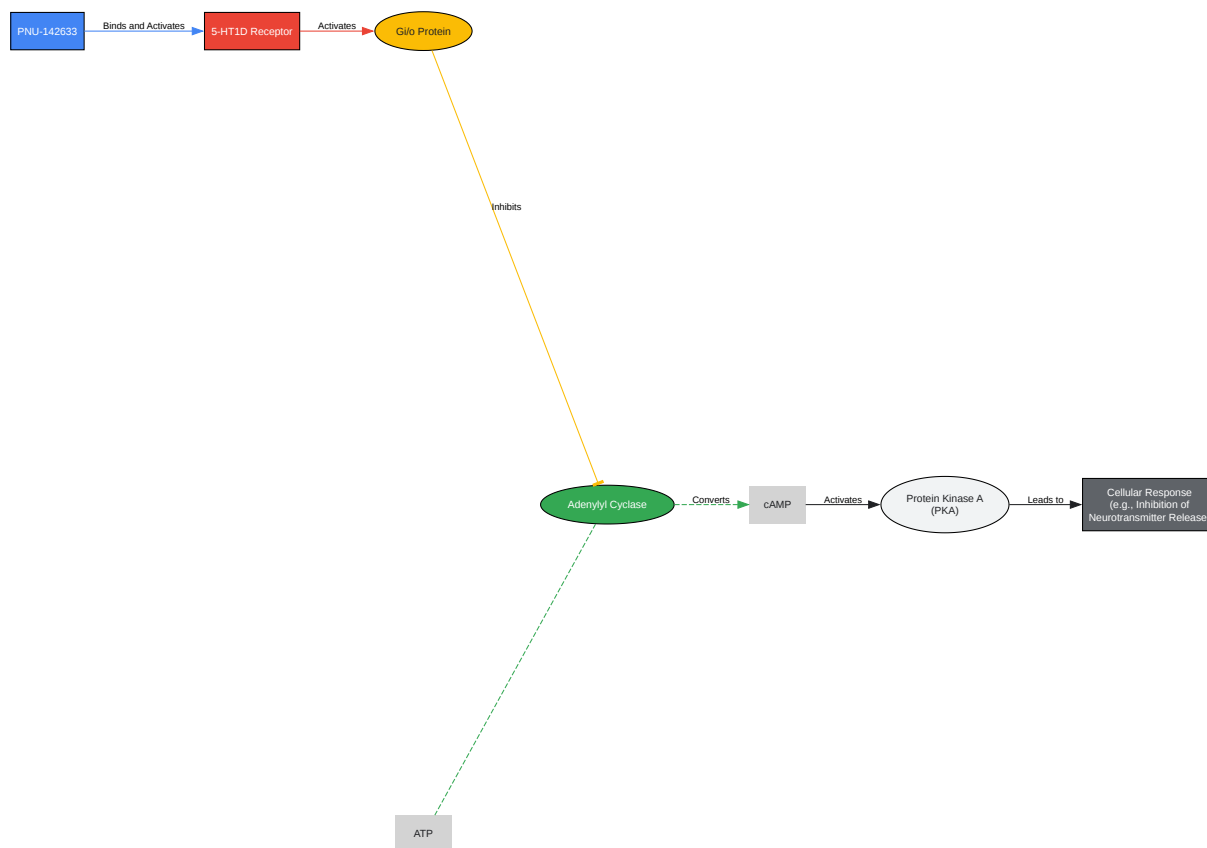 PNU-142633
Binds and Activates
5-HT1D Receptor
Activates
Gi/o Protein
Inhibits
Adenylyl Cyclase
Converts
cAMP
Activates
Protein Kinase A
(PKA)
Leads to
Cellular Response
(e.g., Inhibition of
Neurotransmitter Release
ATP